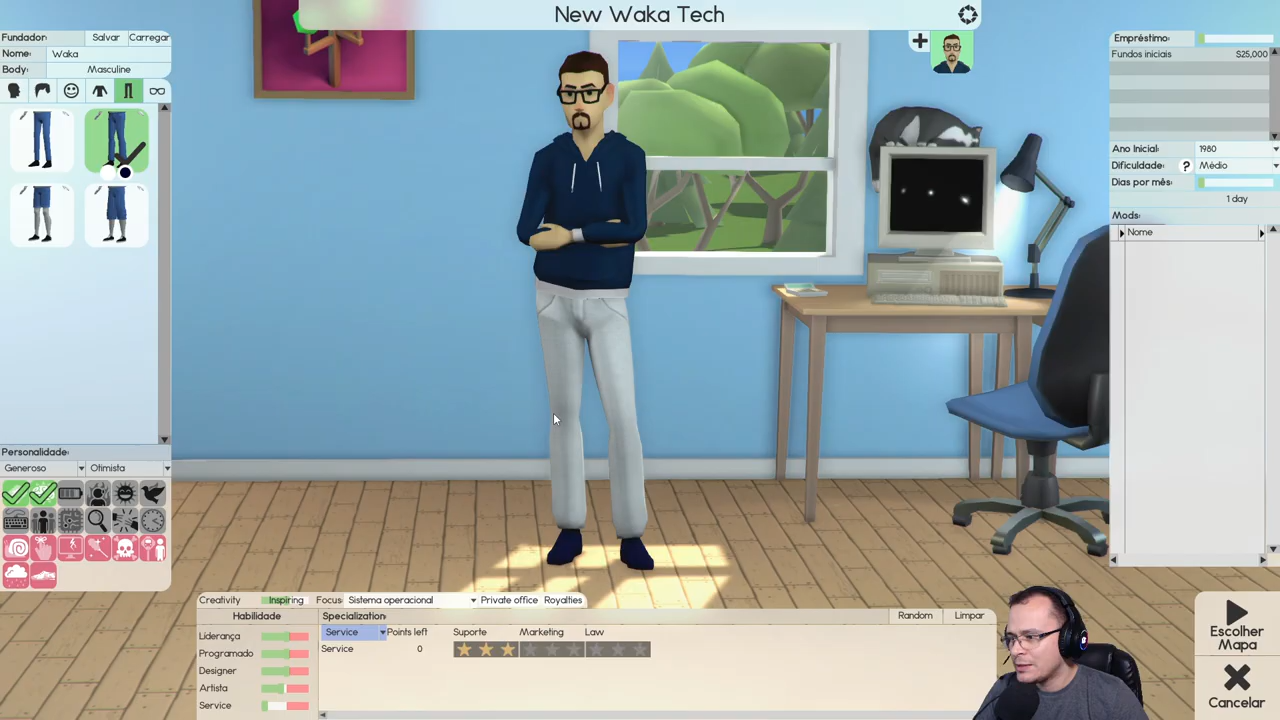 New Waka Tech
Fundador: Salvar Carregar
Nome: Waka
Body: Masculine
Empréstimo:
Fundos iniciais $25,000
Ano Inicial: 1980
Dificuldade: ? Médio
Dias por mês:
1 day
Mods:
Nome
Personalidade:
Generoso Otimista
Creativity Inspiring Focus: Sistema operacional Private office Royalties
Habilidade Specialization: Random Limpar
Service Points left Suporte Marketing Law
Service 0
Liderança
Programado
Designer
Artista
Service
Escolher
Mapa
Cancelar